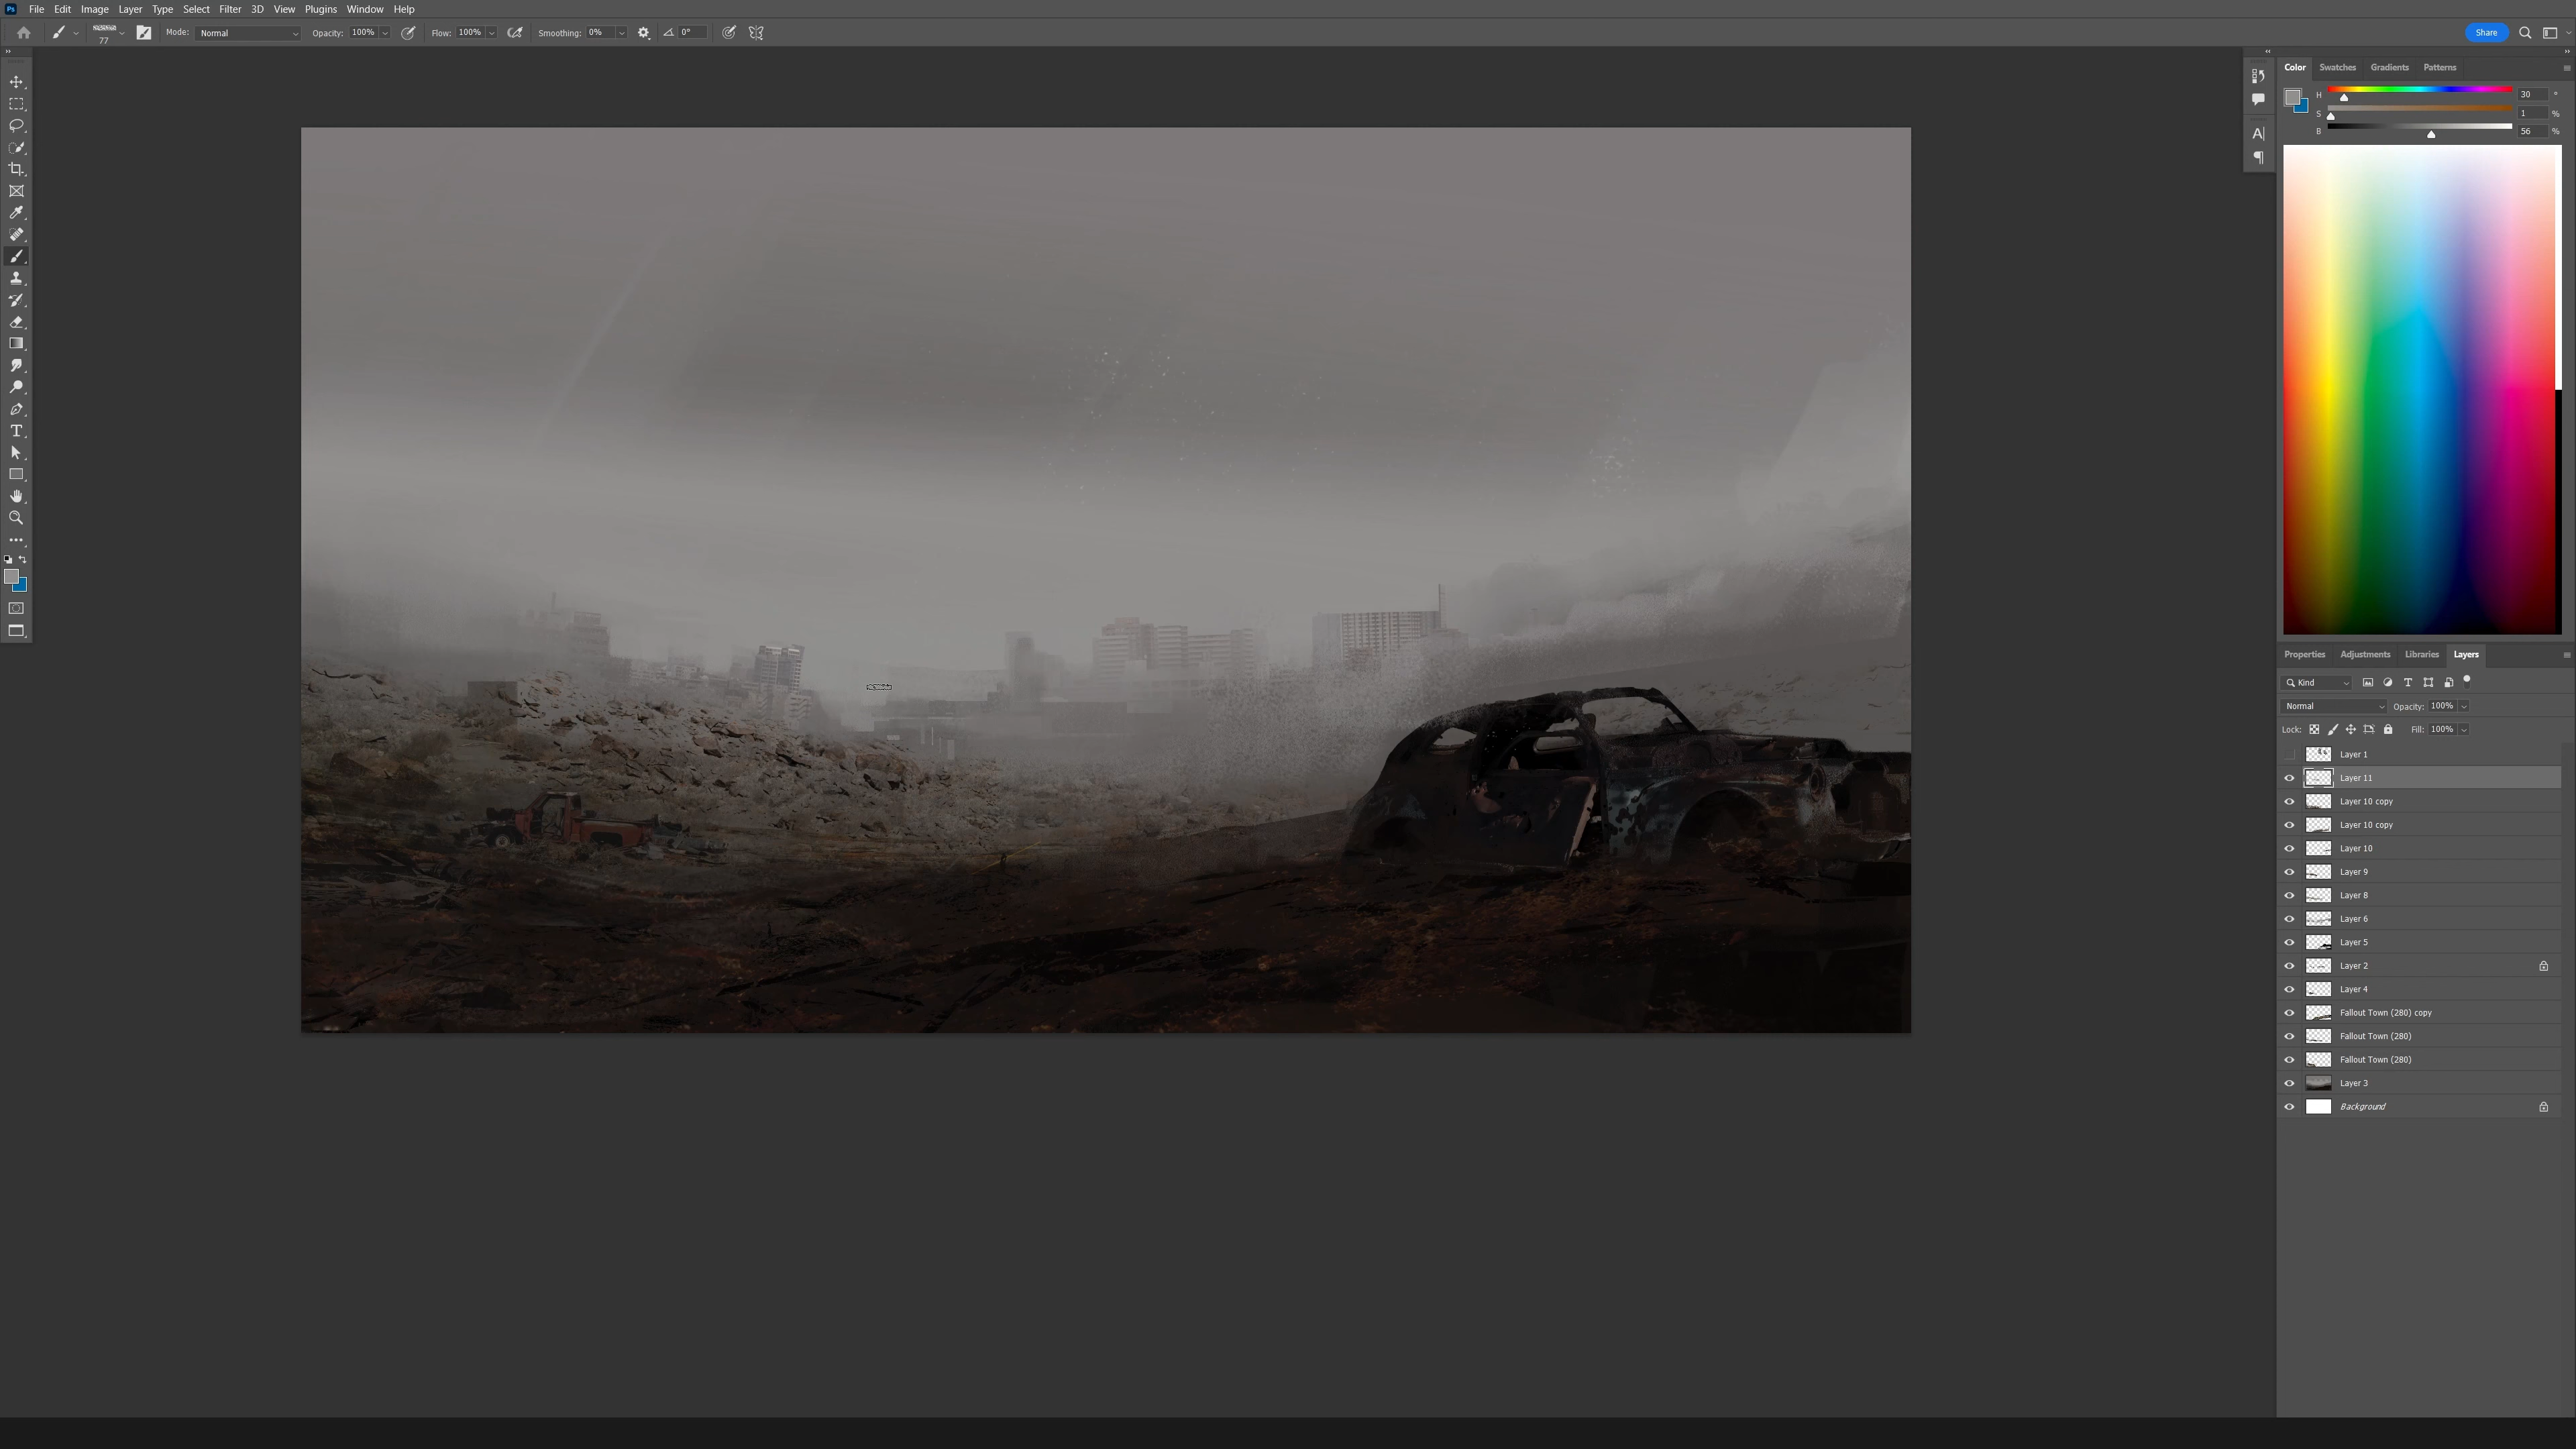 Ps File Edit Image Layer Type Select Filter 3D View Plugins Window Help
77 Mode: Normal Opacity: 100% Flow: 100% Smoothing: 0% 0° Share
Color Swatches Gradients Patterns
H 30 °
S 1 %
B 56 %
A
¶
T
Properties Adjustments Libraries Layers
Kind T
Normal Opacity: 100%
Lock: Fill: 100%
Layer 1
Layer 11
Layer 10 copy
Layer 10 copy
Layer 10
Layer 9
Layer 8
Layer 6
Layer 5
Layer 2
Layer 4
Fallout Town (280) copy
Fallout Town (280)
Fallout Town (280)
Layer 3
Background